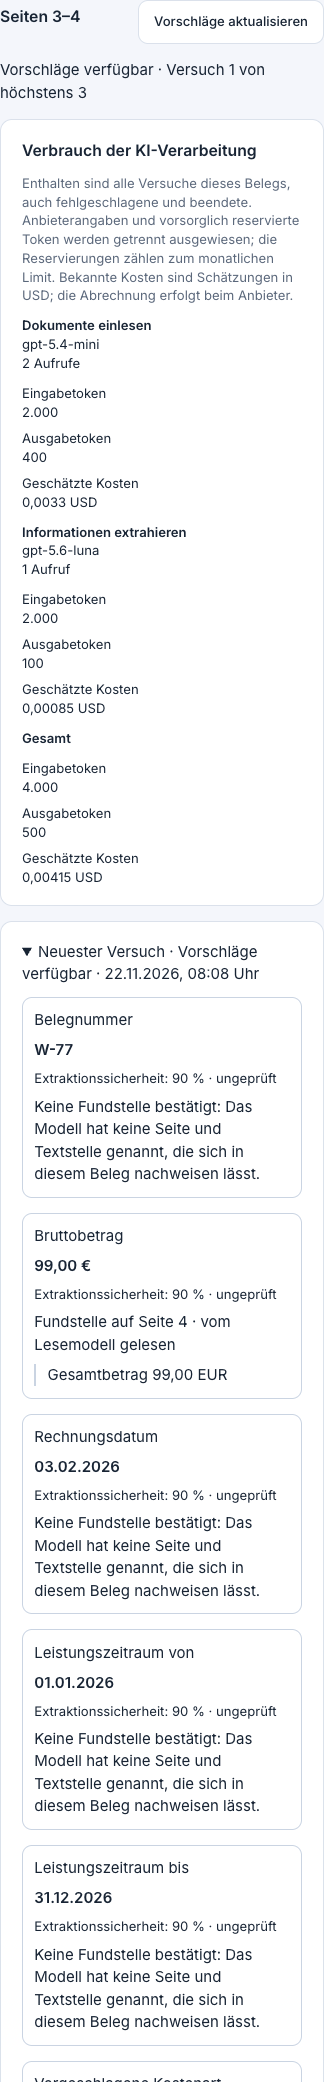 Seiten 3–4
Vorschläge aktualisieren
Vorschläge verfügbar · Versuch 1 von
höchstens 3
Verbrauch der KI-Verarbeitung
Enthalten sind alle Versuche dieses Belegs,
auch fehlgeschlagene und beendete.
Anbieterangaben und vorsorglich reservierte
Token werden getrennt ausgewiesen; die
Reservierungen zählen zum monatlichen
Limit. Bekannte Kosten sind Schätzungen in
USD; die Abrechnung erfolgt beim Anbieter.
Dokumente einlesen
gpt-5.4-mini
2 Aufrufe
Eingabetoken
2.000
Ausgabetoken
400
Geschätzte Kosten
0,0033 USD
Informationen extrahieren
gpt-5.6-luna
1 Aufruf
Eingabetoken
2.000
Ausgabetoken
100
Geschätzte Kosten
0,00085 USD
Gesamt
Eingabetoken
4.000
Ausgabetoken
500
Geschätzte Kosten
0,00415 USD
▼ Neuester Versuch · Vorschläge
verfügbar · 22.11.2026, 08:08 Uhr
Belegnummer
W-77
Extraktionssicherheit: 90 % · ungeprüft
Keine Fundstelle bestätigt: Das
Modell hat keine Seite und
Textstelle genannt, die sich in
diesem Beleg nachweisen lässt.
Bruttobetrag
99,00 €
Extraktionssicherheit: 90 % · ungeprüft
Fundstelle auf Seite 4 · vom
Lesemodell gelesen
Gesamtbetrag 99,00 EUR
Rechnungsdatum
03.02.2026
Extraktionssicherheit: 90 % · ungeprüft
Keine Fundstelle bestätigt: Das
Modell hat keine Seite und
Textstelle genannt, die sich in
diesem Beleg nachweisen lässt.
Leistungszeitraum von
01.01.2026
Extraktionssicherheit: 90 % · ungeprüft
Keine Fundstelle bestätigt: Das
Modell hat keine Seite und
Textstelle genannt, die sich in
diesem Beleg nachweisen lässt.
Leistungszeitraum bis
31.12.2026
Extraktionssicherheit: 90 % · ungeprüft
Keine Fundstelle bestätigt: Das
Modell hat keine Seite und
Textstelle genannt, die sich in
diesem Beleg nachweisen lässt.
Vorgeschlagene Kostenart